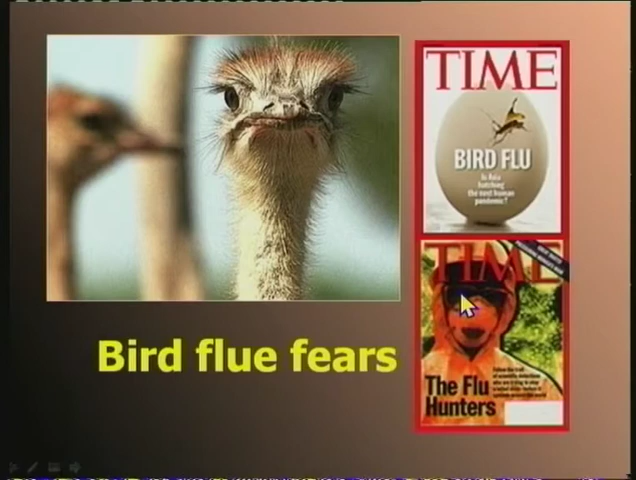 TIME
BIRD FLU
Is Asia
hatching
the next human
pandemic?
TIME
The Flu
Hunters
Bird flue fears